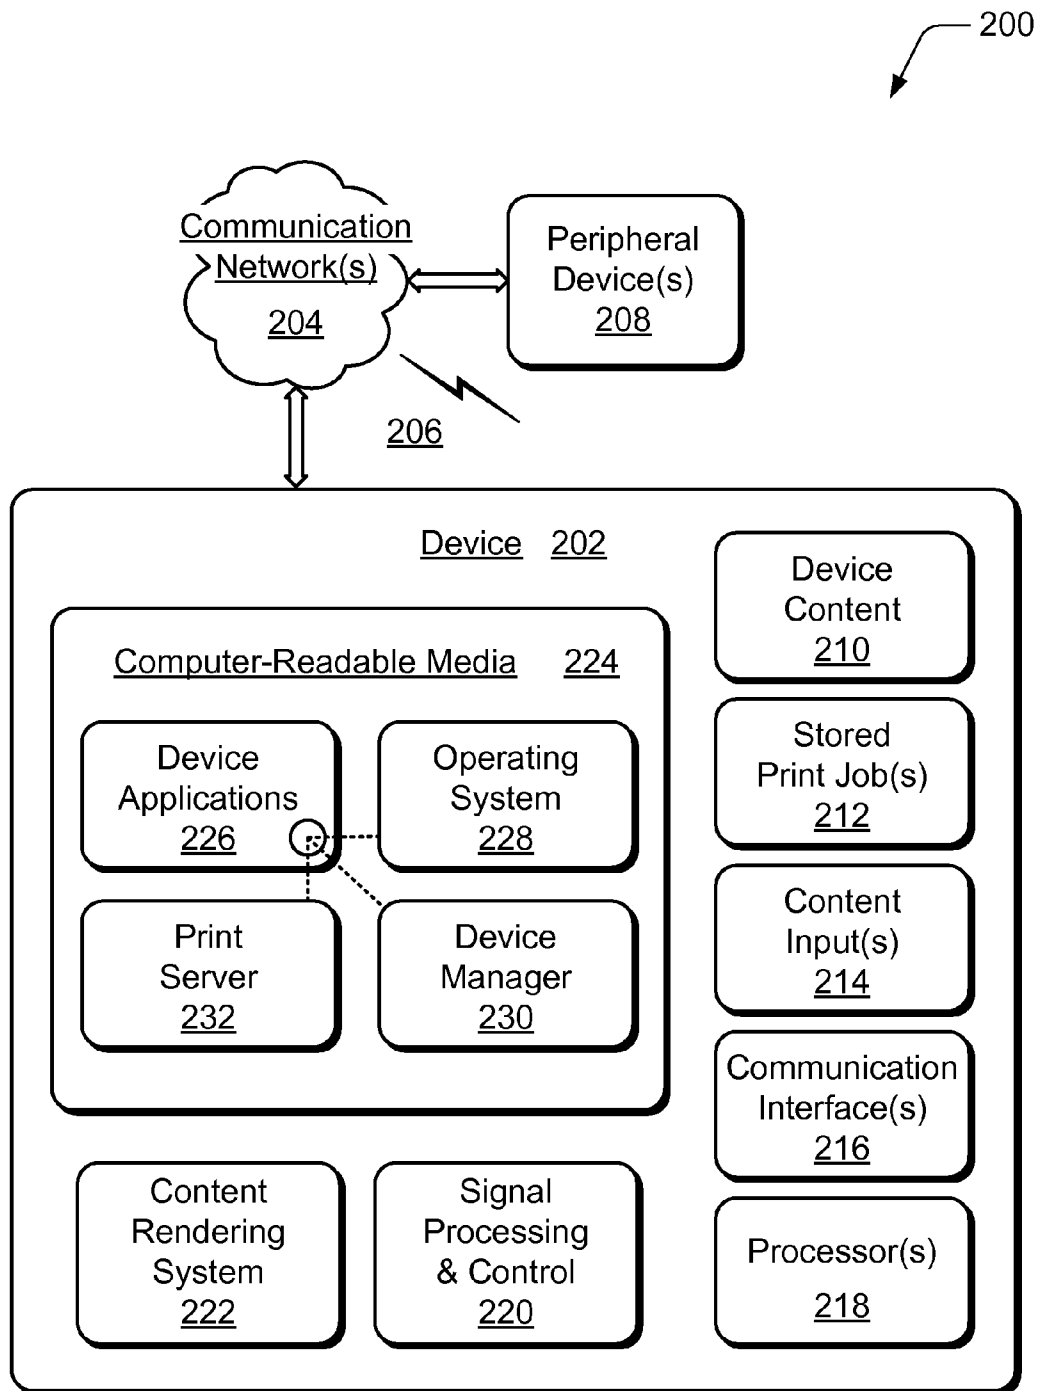 200
Communication
Network(s)
204
Peripheral
Device(s)
208
206
Device 202
Computer-Readable Media 224
Device
Applications
226
Operating
System
228
Print
Server
232
Device
Manager
230
Content
Rendering
System
222
Signal
Processing
& Control
220
Device
Content
210
Stored
Print Job(s)
212
Content
Input(s)
214
Communication
Interface(s)
216
Processor(s)
218